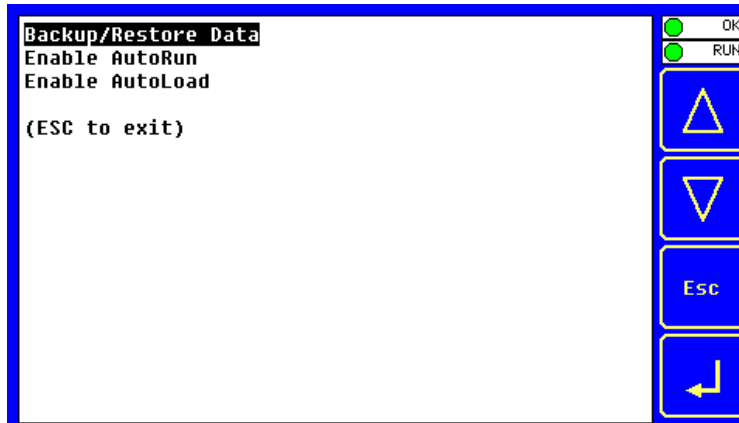 Backup/Restore Data
Enable AutoRun
Enable AutoLoad
(ESC to exit)
OK
RUN
Esc